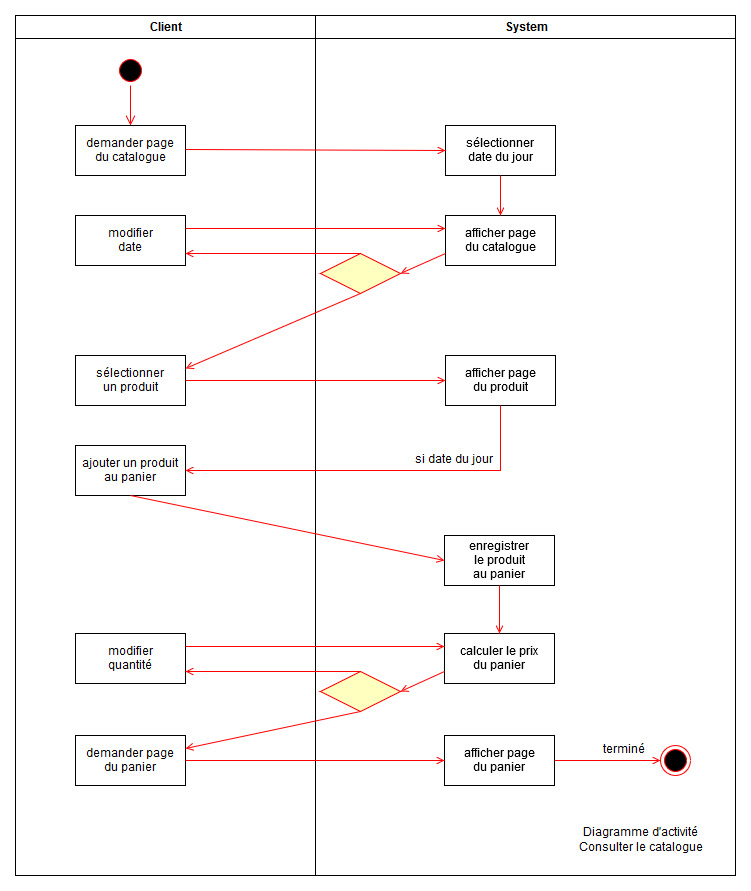 Client
System
demander page
du catalogue
sélectionner
date du jour
modifier
date
afficher page
du catalogue
sélectionner
un produit
afficher page
du produit
si date du jour
ajouter un produit
au panier
enregistrer
le produit
au panier
modifier
quantité
calculer le prix
du panier
demander page
du panier
afficher page
du panier
terminé
Diagramme d'activité
Consulter le catalogue